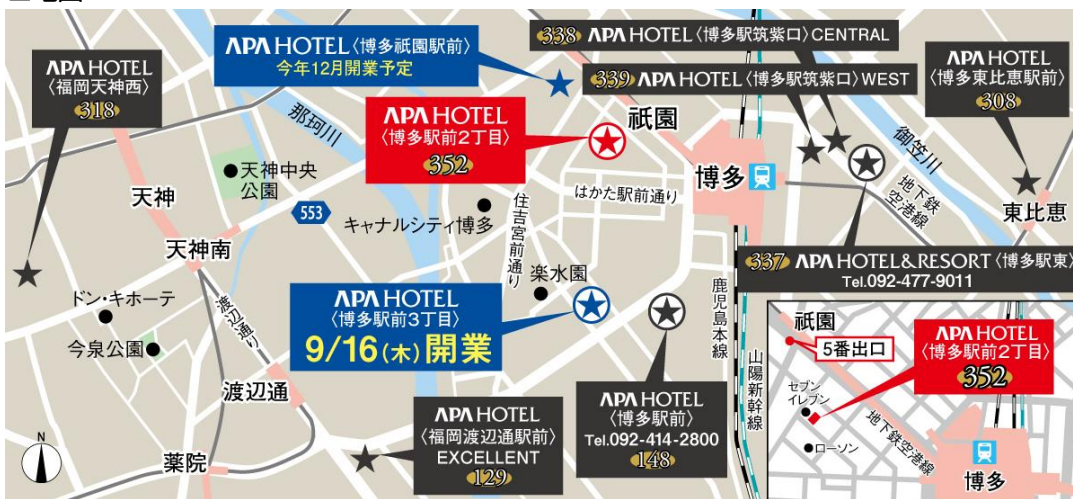 APA HOTEL
〈福岡天神西〉
318
APA HOTEL〈博多祇園駅前〉
今年12月開業予定
338 APA HOTEL〈博多駅筑紫口〉CENTRAL
339 APA HOTEL〈博多駅筑紫口〉WEST
APA HOTEL
〈博多東比恵駅前〉
308
APA HOTEL
〈博多駅前2丁目〉
352
祇園
那珂川
御笠川
天神中央
公園
天神
553
キャナルシティ博多
住吉宮前通り
はかた駅前通り
博多
地下鉄
空港線
東比恵
天神南
337 APA HOTEL&RESORT〈博多駅東〉
Tel.092-477-9011
ドン・キホーテ
今泉公園
渡辺通り
楽水園
APA HOTEL
〈博多駅前3丁目〉
9/16(木)開業
鹿児島本線
山陽新幹線
渡辺通
APA HOTEL
〈福岡渡辺通駅前〉
EXCELLENT
129
APA HOTEL
〈博多駅前〉
Tel.092-414-2800
148
薬院
N
祇園
5番出口
APA HOTEL
〈博多駅前2丁目〉
352
セブン
イレブン
ローソン
地下鉄空港線
博多